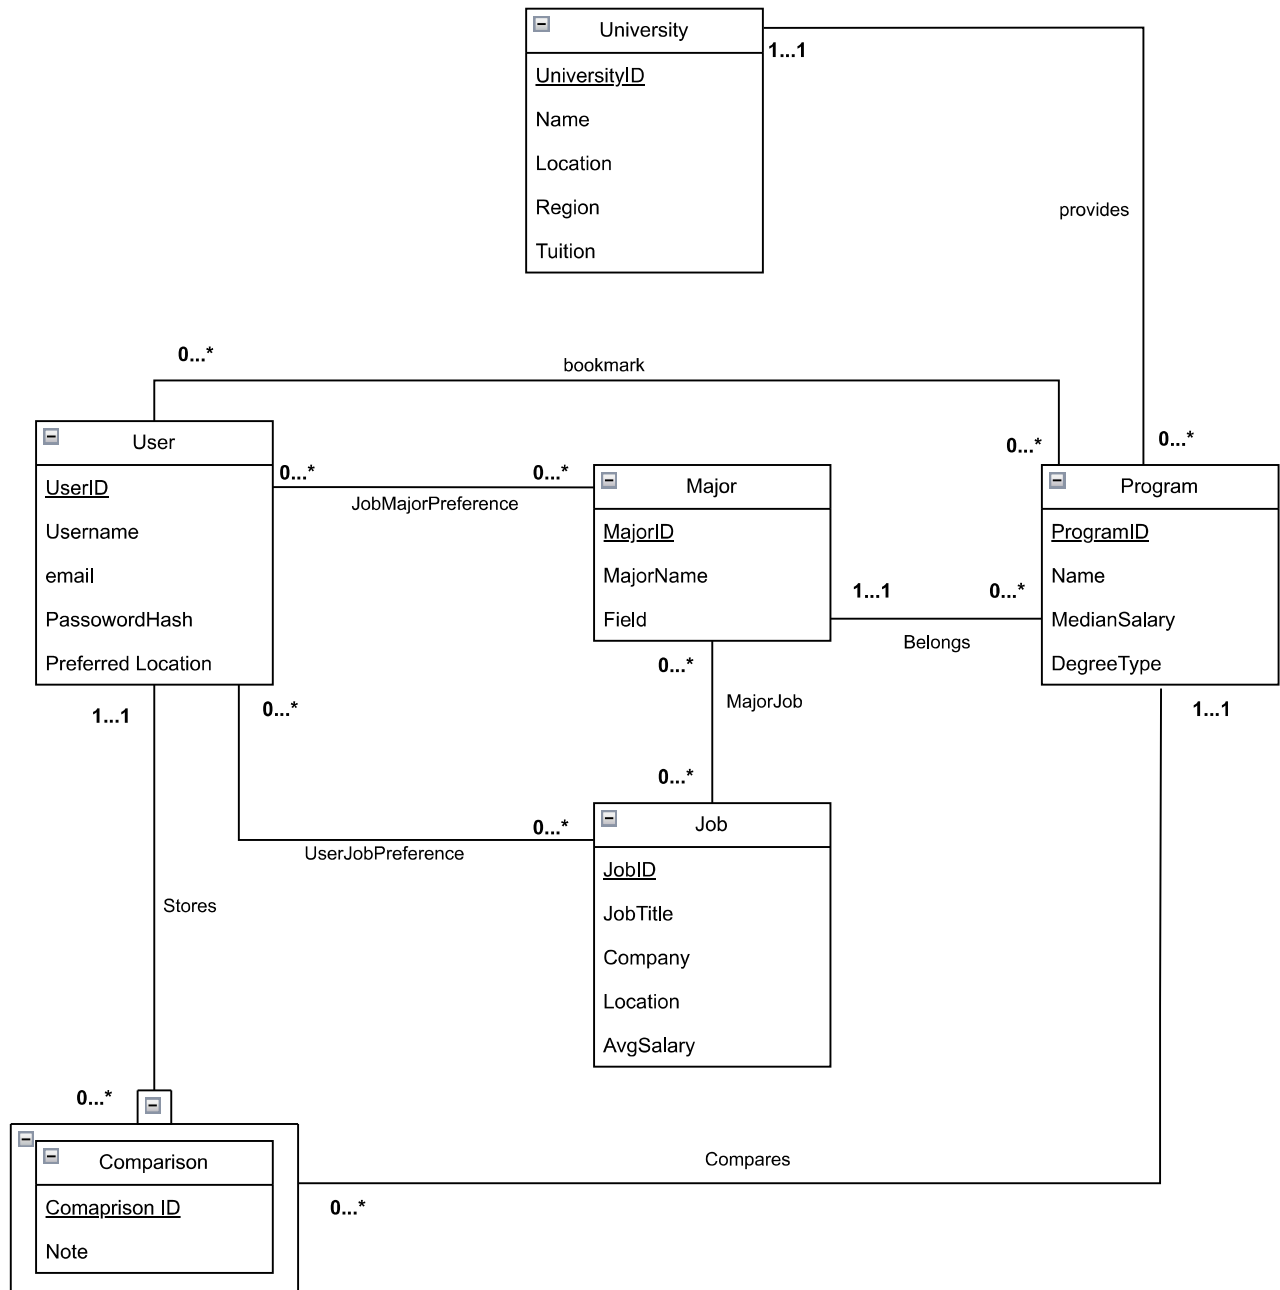 University
1...1
UniversityID
Name
Location
Region
Tuition
provides
0...*
bookmark
0...*
0...*
User
UserID
Username
email
PassowordHash
Preferred Location
0...*
0...*
JobMajorPreference
Major
MajorID
MajorName
Field
Program
ProgramID
Name
MedianSalary
DegreeType
1...1
0...*
Belongs
0...*
MajorJob
0...*
1...1
0...*
1...1
0...*
UserJobPreference
Job
JobID
JobTitle
Company
Location
AvgSalary
Stores
0...*
Comparison
Comaprison ID
Note
Compares
0...*